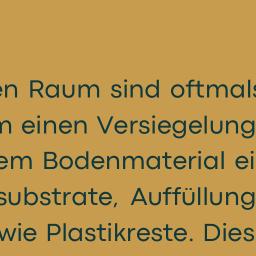 en Raum sind oftmals
m einen Versiegelung
em Bodenmaterial ei
substrate, Auffüllung
wie Plastikreste. Dies